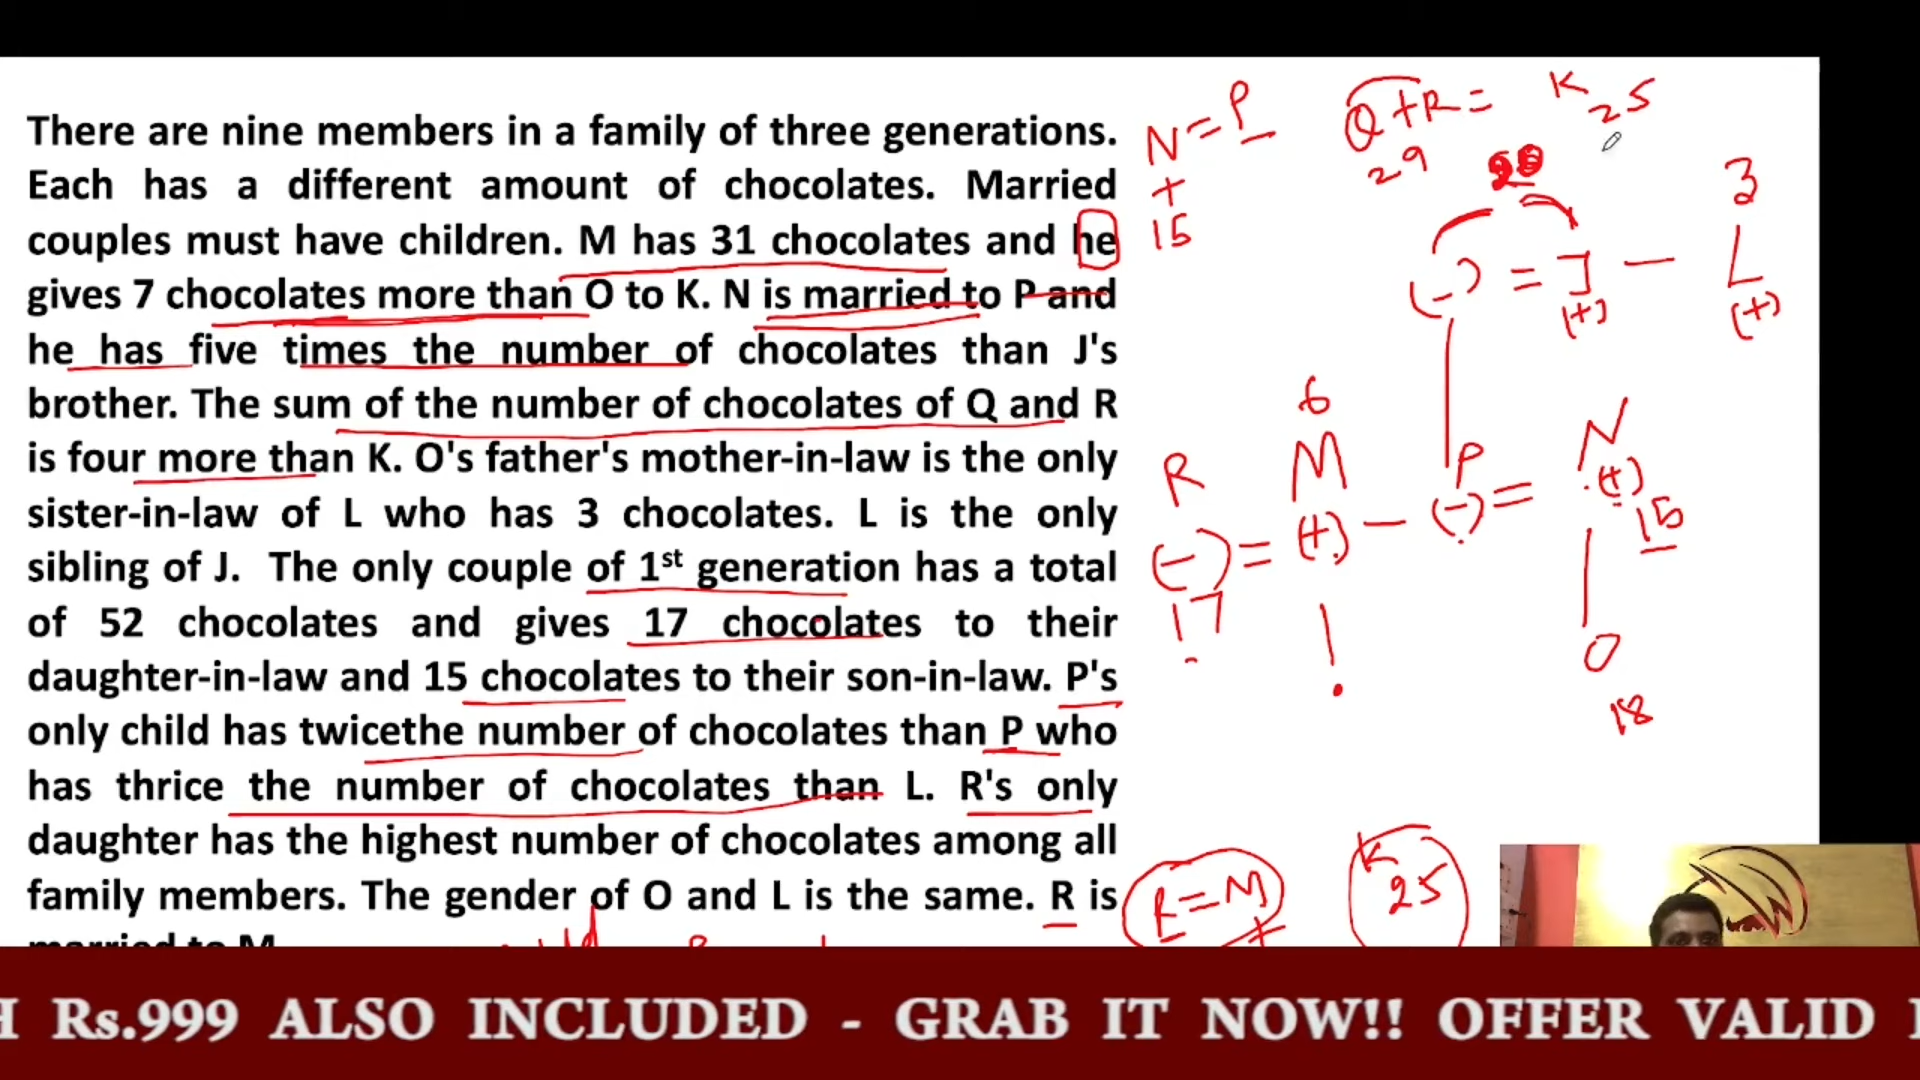 There are nine members in a family of three generations.
Each has a different amount of chocolates. Married
couples must have children. M has 31 chocolates and he
gives 7 chocolates more than O to K. N is married to P and
he has five times the number of chocolates than J's
brother. The sum of the number of chocolates of Q and R
is four more than K. O's father's mother-in-law is the only
sister-in-law of L who has 3 chocolates. L is the only
sibling of J. The only couple of 1st generation has a total
of 52 chocolates and gives 17 chocolates to their
daughter-in-law and 15 chocolates to their son-in-law. P's
only child has twicethe number of chocolates than P who
has thrice the number of chocolates than L. R's only
daughter has the highest number of chocolates among all
family members. The gender of O and L is the same. R is
married to M.
N = P
+
15
Q + R = K 25
29
3
(-) = J - L
(+) (+)
6
R M P N
(-) = (+) - (-) = (+)
17 15
O
18
R = M
+
K
25
H Rs.999 ALSO INCLUDED - GRAB IT NOW!! OFFER VALID